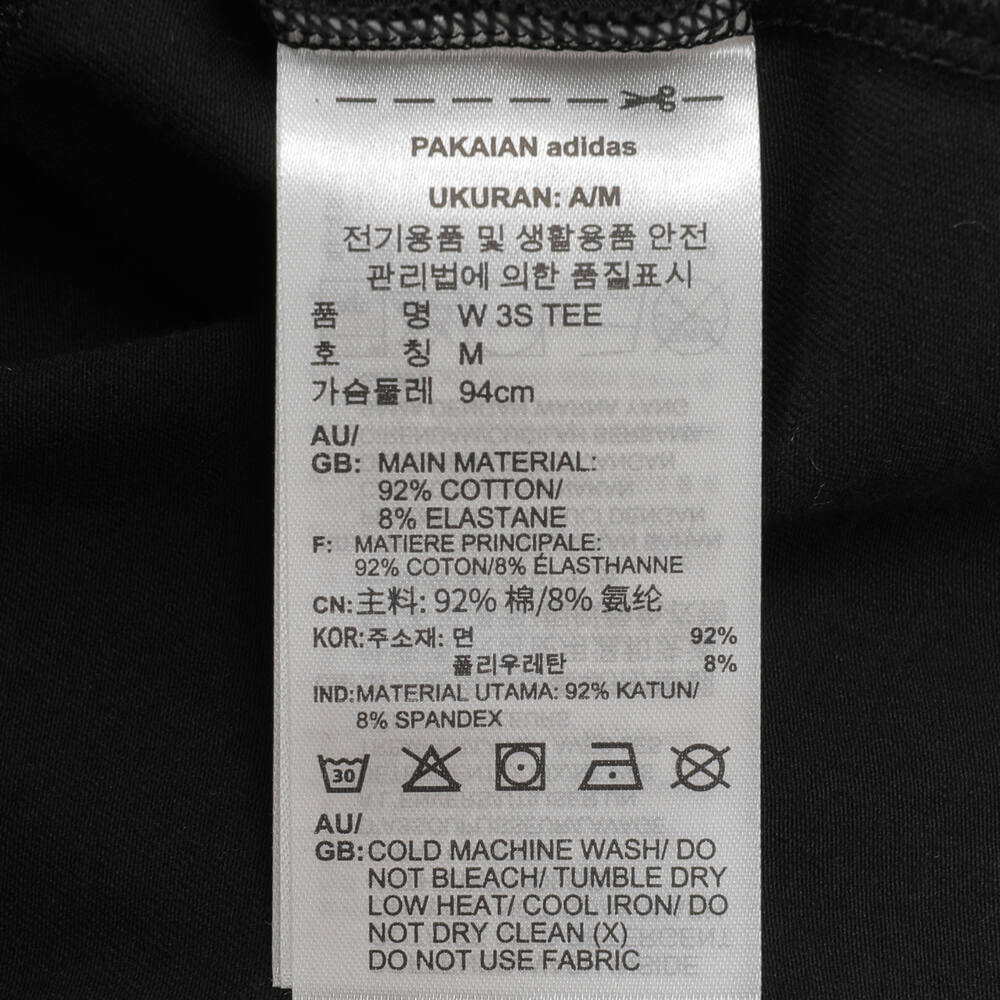 PAKAIAN adidas
UKURAN: A/M
전기용품 및 생활용품 안전
관리법에 의한 품질표시
품 명 W 3S TEE
호 칭 M
가슴둘레 94cm
AU/
GB: MAIN MATERIAL:
92% COTTON/
8% ELASTANE
F: MATIERE PRINCIPALE:
92% COTON/8% ÉLASTHANNE
CN: 主料: 92% 棉/8% 氨纶
KOR: 주소재: 면 92%
폴리우레탄 8%
IND: MATERIAL UTAMA: 92% KATUN/
8% SPANDEX
30
AU/
GB: COLD MACHINE WASH/ DO
NOT BLEACH/ TUMBLE DRY
LOW HEAT/ COOL IRON/ DO
NOT DRY CLEAN (X)
DO NOT USE FABRIC